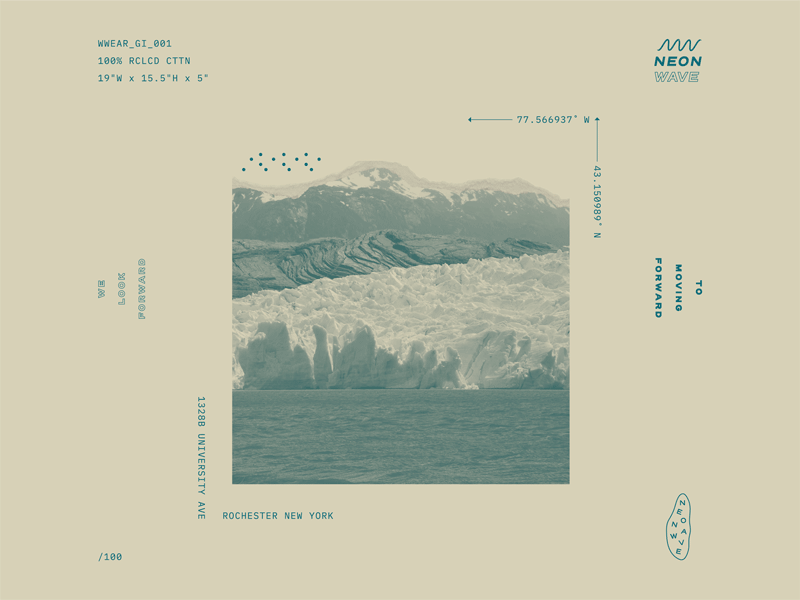 WWEAR_GI_001
100% RCLCD CTTN
19"W x 15.5"H x 5"
NEON
WAVE
77.566937° W
43.150989° N
WE
LOOK
FORWARD
TO
MOVING
FORWARD
1328B UNIVERSITY AVE
ROCHESTER NEW YORK
/100
NEON
WAVE